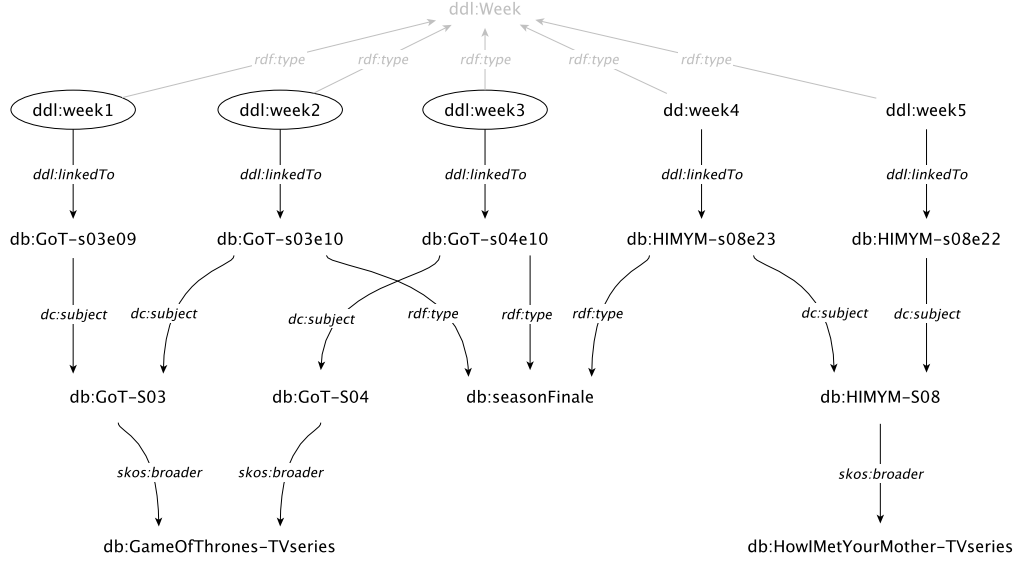 ddl:Week
rdf:type rdf:type rdf:type rdf:type rdf:type
ddl:week1 ddl:week2 ddl:week3 dd:week4 ddl:week5
ddl:linkedTo ddl:linkedTo ddl:linkedTo ddl:linkedTo ddl:linkedTo
db:GoT-s03e09 db:GoT-s03e10 db:GoT-s04e10 db:HIMYM-s08e23 db:HIMYM-s08e22
dc:subject dc:subject dc:subject rdf:type rdf:type rdf:type dc:subject dc:subject
db:GoT-S03 db:GoT-S04 db:seasonFinale db:HIMYM-S08
skos:broader skos:broader skos:broader
db:GameOfThrones-TVseries db:HowIMetYourMother-TVseries